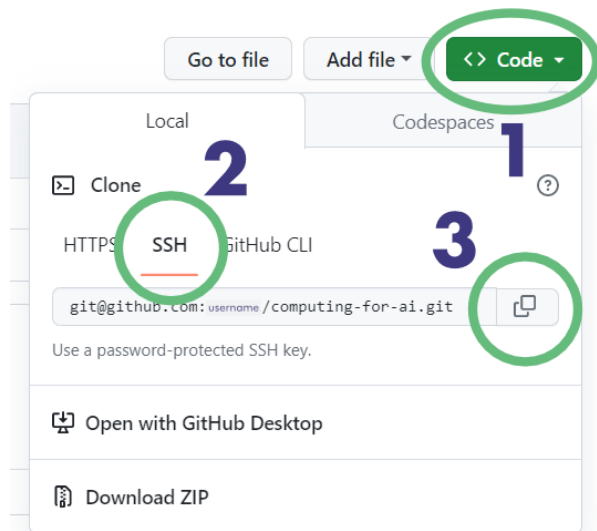 Go to file Add file <> Code
Local Codespaces
1
2
Clone
HTTPS SSH GitHub CLI
3
git@github.com:username/computing-for-ai.git
Use a password-protected SSH key.
Open with GitHub Desktop
Download ZIP